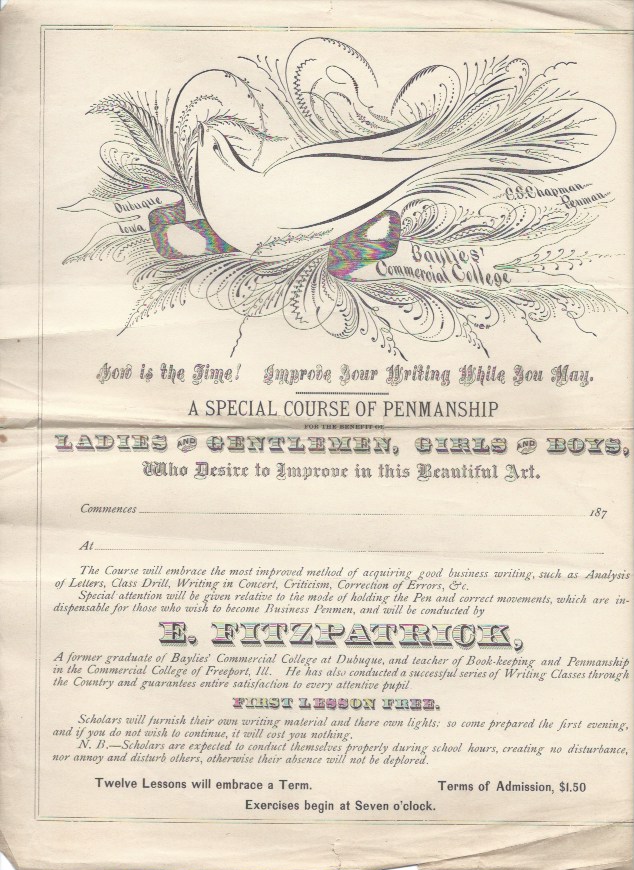 Dubuque
Iowa
C.S. Chapman
Penman
Baylies'
Commercial College
Now is the Time! Improve Your Writing While You May.
A SPECIAL COURSE OF PENMANSHIP
FOR THE BENEFIT OF
LADIES AND GENTLEMEN, GIRLS AND BOYS,
Who Desire to Improve in this Beautiful Art.
Commences 187
At
The Course will embrace the most improved method of acquiring good business writing, such as Analysis
of Letters, Class Drill, Writing in Concert, Criticism, Correction of Errors, &c.
Special attention will be given relative to the mode of holding the Pen and correct movements, which are in-
dispensable for those who wish to become Business Penmen, and will be conducted by
E. FITZPATRICK,
A former graduate of Baylies' Commercial College at Dubuque, and teacher of Book-keeping and Penmanship
in the Commercial College of Freeport, Ill. He has also conducted a successful series of Writing Classes through
the Country and guarantees entire satisfaction to every attentive pupil
FIRST LESSON FREE.
Scholars will furnish their own writing material and there own lights: so come prepared the first evening,
and if you do not wish to continue, it will cost you nothing.
N. B.—Scholars are expected to conduct themselves properly during school hours, creating no disturbance,
nor annoy and disturb others, otherwise their absence will not be deplored.
Twelve Lessons will embrace a Term. Terms of Admission, $1.50
Exercises begin at Seven o'clock.